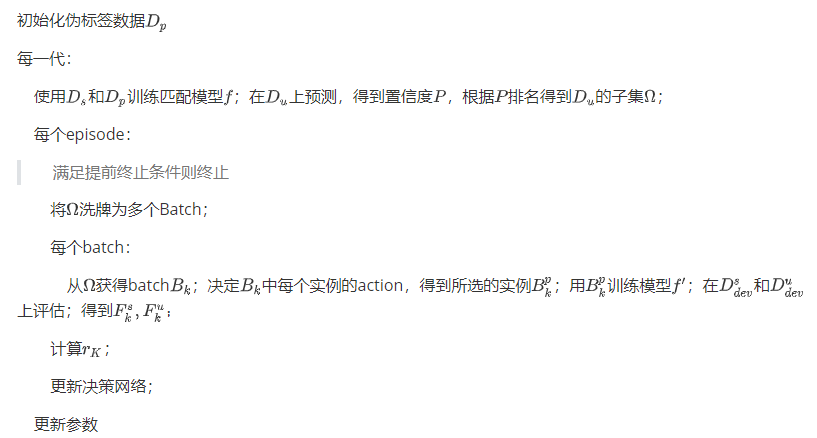 初始化伪标签数据$D_p$
每一代：
使用$D_s$和$D_p$训练匹配模型$f$；在$D_u$上预测，得到置信度$P$，根据$P$排名得到$D_u$的子集$\Omega$；
每个episode：
满足提前终止条件则终止
将$\Omega$洗牌为多个Batch；
每个batch：
从$\Omega$获得batch$B_k$；决定$B_k$中每个实例的action，得到所选的实例$B_k^p$；用$B_k^p$训练模型$f'$；在$D_{dev}^s$和$D_{dev}^u$
上评估；得到$F_k^s, F_k^u$；
计算$r_K$；
更新决策网络；
更新参数